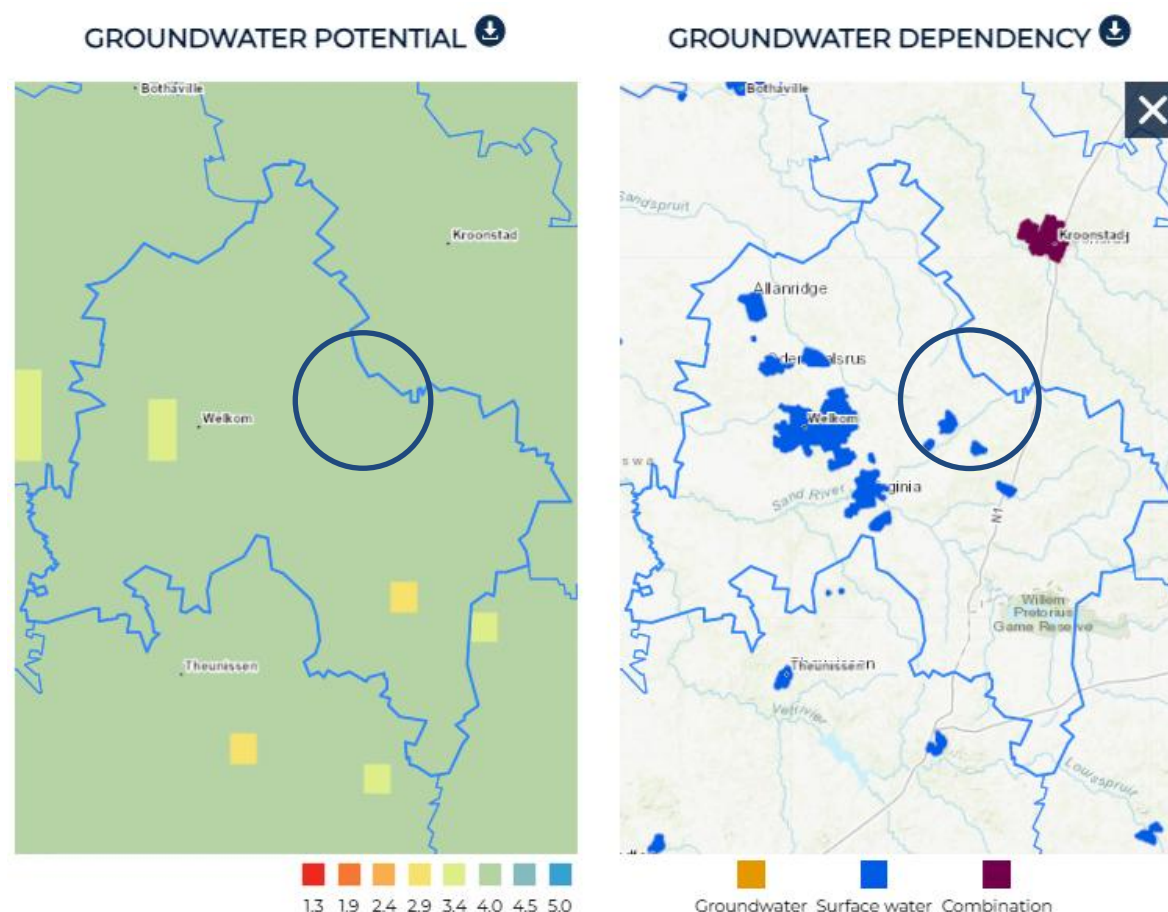 GROUNDWATER POTENTIAL
Bothaville
Kroonstad
Welkom
Theunissen
1.3 1.9 2.4 2.9 3.4 4.0 4.5 5.0
GROUNDWATER DEPENDENCY
Bothaville
Sandspruit
Kroonstad
Allanridge
Welkom
Sand River
ginia
N1
Willem
Pretorius
Game Reserve
Theunissen
Vetrivier
Groundwater Surface water Combination